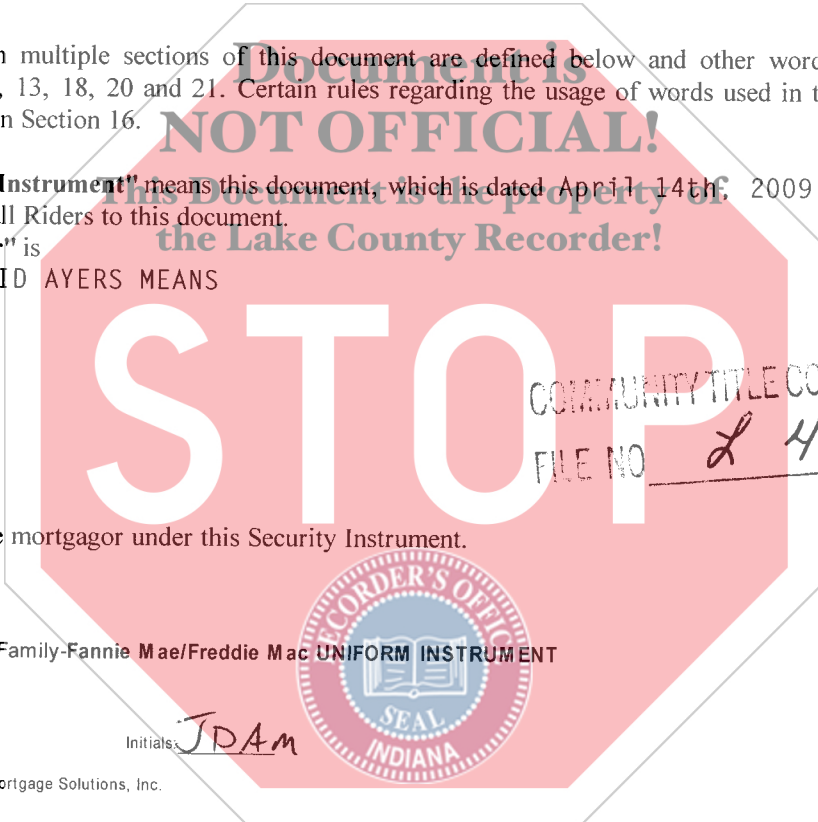 Document is
multiple sections of this document are defined below and other
13, 18, 20 and 21. Certain rules regarding the usage of words used in
in Section 16.
NOT OFFICIAL!
Instrument" means this document, which is dated April 14th, 2009
This Document is the property of
all Riders to this document.
the Lake County Recorder!
" is
ID AYERS MEANS
STOP
COMMUNITY TITLE CO
FILE NO L 4
mortgagor under this Security Instrument.
RECORDER'S OFFICE
Family-Fannie Mae/Freddie Mac UNIFORM INSTRUMENT
SEAL
INDIANA
Initials: JDAM
ortgage Solutions, Inc.